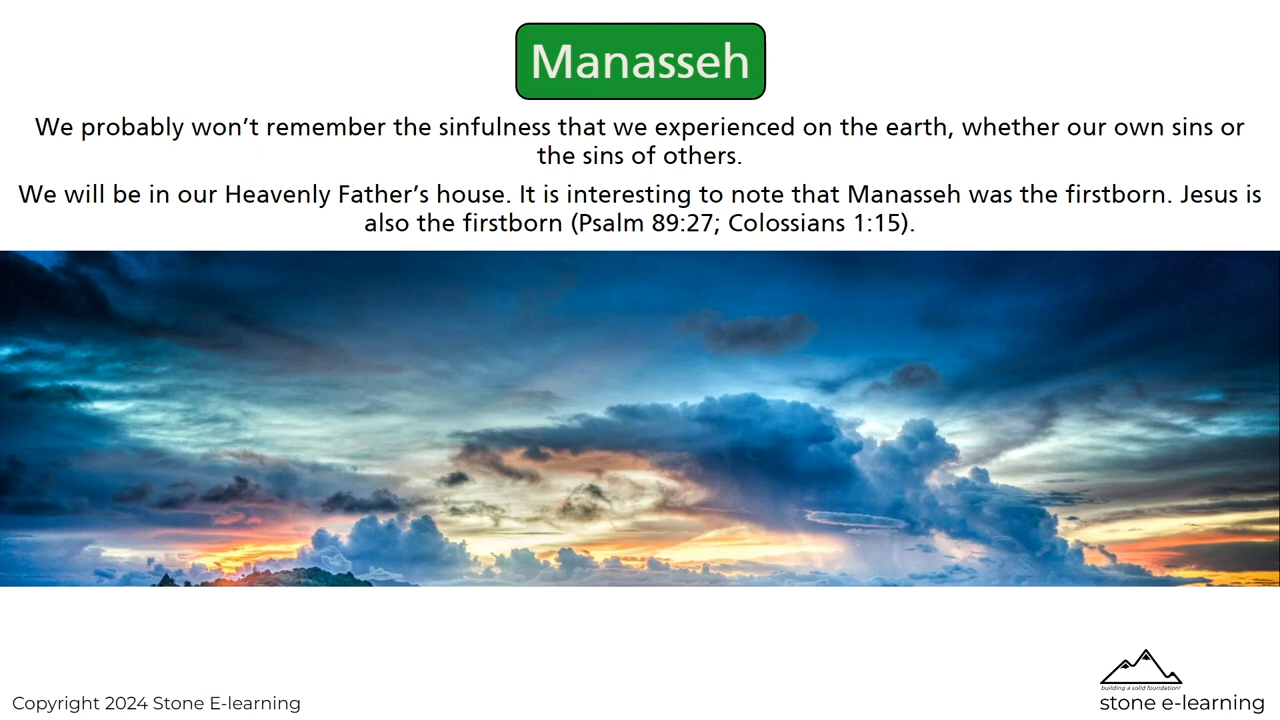 Manasseh
We probably won’t remember the sinfulness that we experienced on the earth, whether our own sins or
the sins of others.
We will be in our Heavenly Father’s house. It is interesting to note that Manasseh was the firstborn. Jesus is
also the firstborn (Psalm 89:27; Colossians 1:15).
building a solid foundation!
Copyright 2024 Stone E-learning
stone e-learning